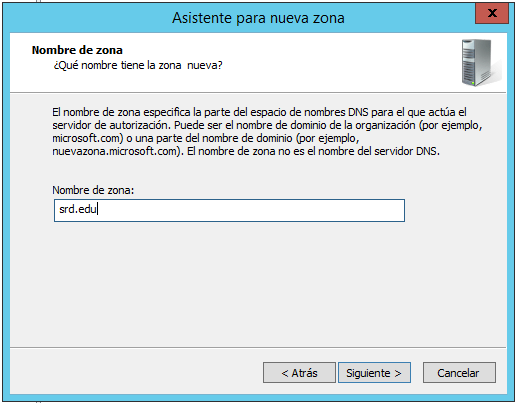 Asistente para nueva zona
x
Nombre de zona
¿Qué nombre tiene la zona nueva?
El nombre de zona especifica la parte del espacio de nombres DNS para el que actúa el
servidor de autorización. Puede ser el nombre de dominio de la organización (por ejemplo,
microsoft.com) o una parte del nombre de dominio (por ejemplo,
nuevazona.microsoft.com). El nombre de zona no es el nombre del servidor DNS.
Nombre de zona:
srd.edu
< Atrás
Siguiente >
Cancelar